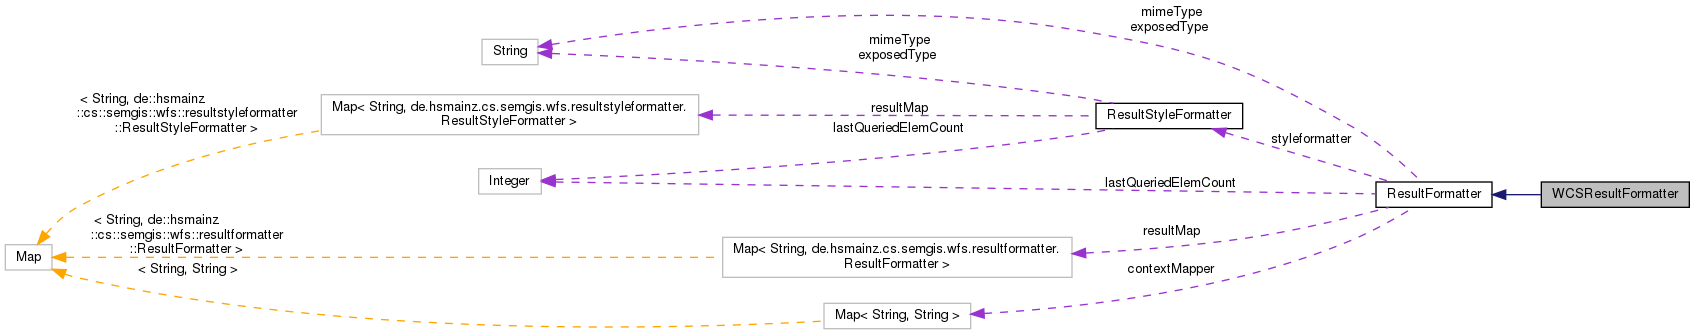 mimeType
exposedType
mimeType
exposedType
String
< String, de::hsmainz
::cs::semgis::wfs::resultstyleformatter
::ResultStyleFormatter >
Map< String, de.hsmainz.cs.semgis.wfs.resultstyleformatter.
ResultStyleFormatter >
resultMap
ResultStyleFormatter
lastQueriedElemCount
styleformatter
Integer
lastQueriedElemCount
ResultFormatter
WCSResultFormatter
< String, de::hsmainz
::cs::semgis::wfs::resultformatter
::ResultFormatter >
resultMap
Map
Map< String, de.hsmainz.cs.semgis.wfs.resultformatter.
ResultFormatter >
< String, String >
contextMapper
Map< String, String >